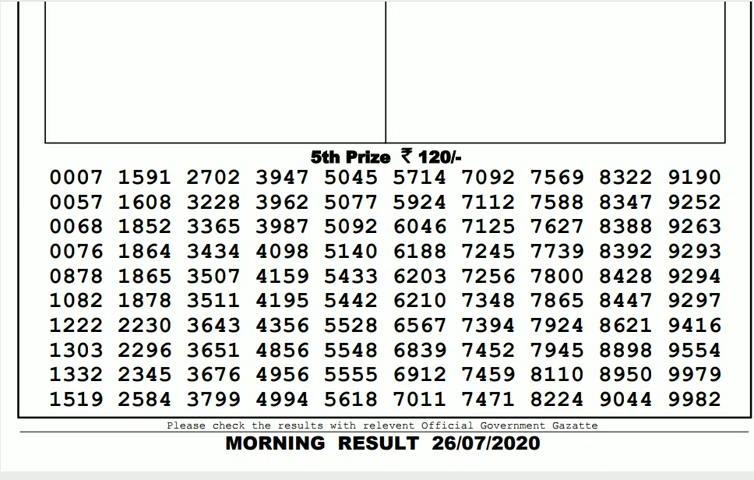 5th Prize ₹ 120/-
0007 1591 2702 3947 5045 5714 7092 7569 8322 9190
0057 1608 3228 3962 5077 5924 7112 7588 8347 9252
0068 1852 3365 3987 5092 6046 7125 7627 8388 9263
0076 1864 3434 4098 5140 6188 7245 7739 8392 9293
0878 1865 3507 4159 5433 6203 7256 7800 8428 9294
1082 1878 3511 4195 5442 6210 7348 7865 8447 9297
1222 2230 3643 4356 5528 6567 7394 7924 8621 9416
1303 2296 3651 4856 5548 6839 7452 7945 8898 9554
1332 2345 3676 4956 5555 6912 7459 8110 8950 9979
1519 2584 3799 4994 5618 7011 7471 8224 9044 9982
Please check the results with relevent Official Government Gazatte
MORNING RESULT 26/07/2020